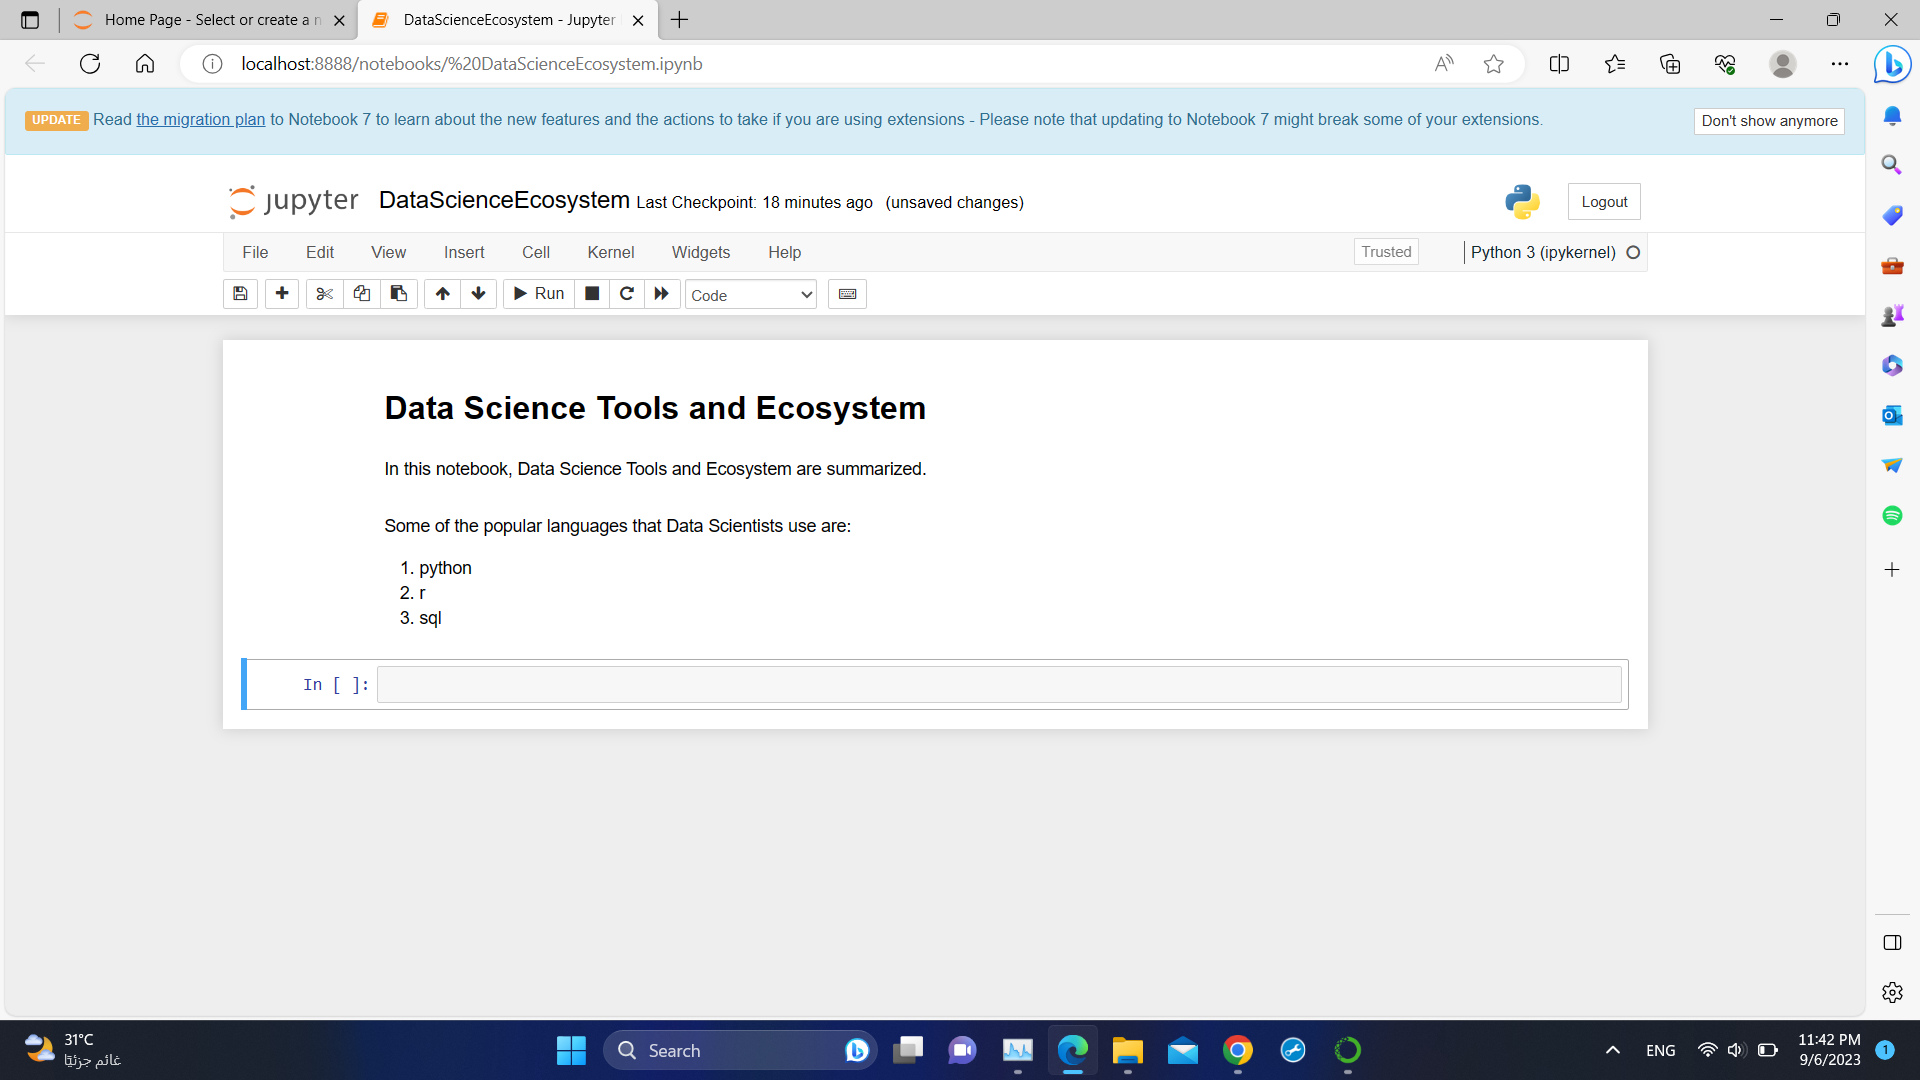 Home Page - Select or create a n
DataScienceEcosystem - Jupyter
localhost:8888/notebooks/%20DataScienceEcosystem.ipynb
UPDATE Read the migration plan to Notebook 7 to learn about the new features and the actions to take if you are using extensions - Please note that updating to Notebook 7 might break some of your extensions.
Don't show anymore
jupyter DataScienceEcosystem Last Checkpoint: 18 minutes ago (unsaved changes)
Logout
File Edit View Insert Cell Kernel Widgets Help
Trusted
Python 3 (ipykernel)
Run
Code
Data Science Tools and Ecosystem
In this notebook, Data Science Tools and Ecosystem are summarized.
Some of the popular languages that Data Scientists use are:
1. python
2. r
3. sql
In [ ]:
31°C
غائم جزئيًا
Search
ENG
11:42 PM
9/6/2023
1